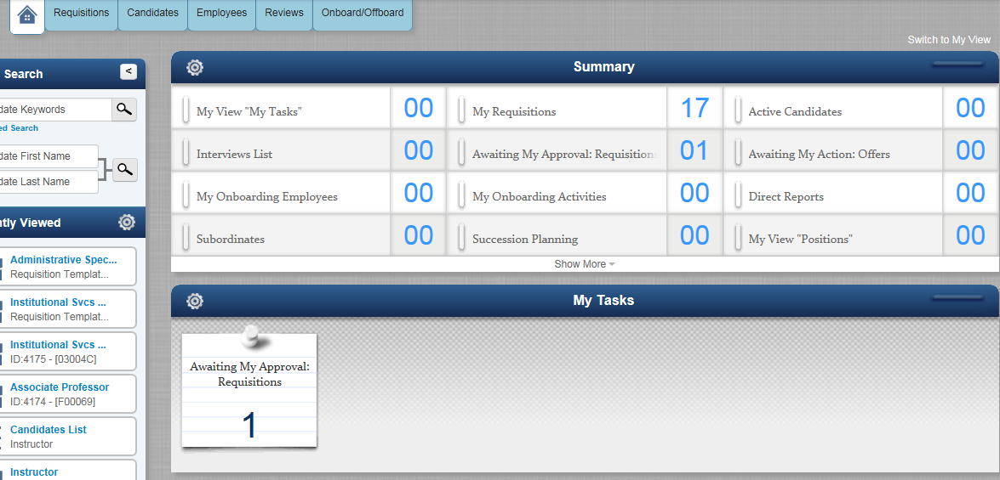 Requisitions
Candidates
Employees
Reviews
Onboard/Offboard
Switch to My View
Search
<
date Keywords
ed Search
date First Name
date Last Name
ntly Viewed
Administrative Spec...
Requisition Templat...
Institutional Svcs ...
Requisition Templat...
Institutional Svcs ...
ID:4175 - [03004C]
Associate Professor
ID:4174 - [F00069]
Candidates List
Instructor
Instructor
Summary
My View "My Tasks" 00
My Requisitions 17
Active Candidates 00
Interviews List 00
Awaiting My Approval: Requisitions 01
Awaiting My Action: Offers 00
My Onboarding Employees 00
My Onboarding Activities 00
Direct Reports 00
Subordinates 00
Succession Planning 00
My View "Positions" 00
Show More
My Tasks
Awaiting My Approval:
Requisitions
1